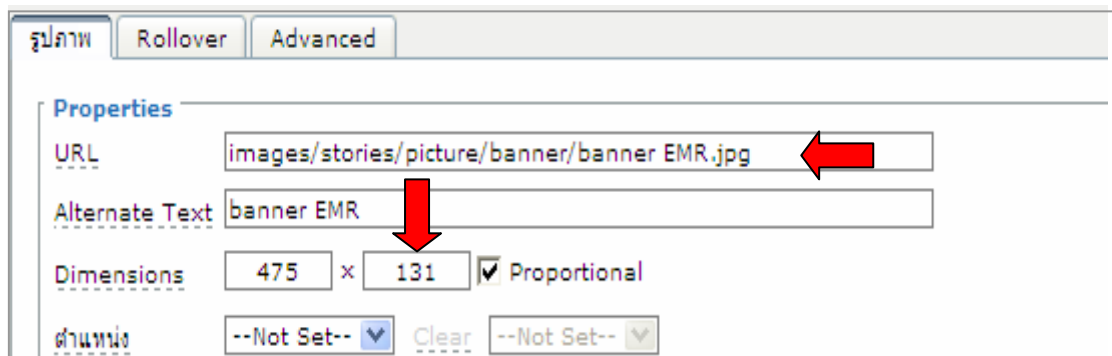 รูปภาพ Rollover Advanced
Properties
URL images/stories/picture/banner/banner EMR.jpg
Alternate Text banner EMR
Dimensions 475 x 131 Proportional
ตำแหน่ง --Not Set-- Clear --Not Set--